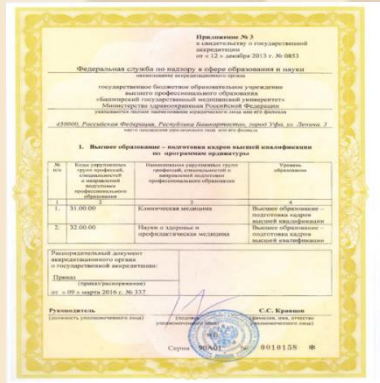 Приложение № 3
к свидетельству о государственной
аккредитации
от « 12 » декабря 2013 г. № 0853
Федеральная служба по надзору в сфере образования и науки
наименование аккредитационного органа
государственное бюджетное образовательное учреждение
высшего профессионального образования
«Башкирский государственный медицинский университет»
Министерства здравоохранения Российской Федерации
указываются полное наименование юридического лица или его филиала
450000, Российская Федерация, Республика Башкортостан, город Уфа, ул. Ленина, 3
место нахождения юридического лица или его филиала
1. Высшее образование – подготовка кадров высшей квалификации
по программам ординатуры
№ п/п
Коды укрупненных групп профессий, специальностей и направлений подготовки профессионального образования
Наименования укрупненных групп профессий, специальностей и направлений подготовки профессионального образования
Уровень образования
1 2 3 4
1. 31.00.00 Клиническая медицина Высшее образование – подготовка кадров высшей квалификации
2. 32.00.00 Науки о здоровье и профилактическая медицина Высшее образование – подготовка кадров высшей квалификации
Распорядительный документ
аккредитационного органа
о государственной аккредитации:
Приказ
(приказ/распоряжение)
от « 09 » марта 2016 г. № 337
Руководитель С.С. Кравцов
(должность уполномоченного лица) (подпись уполномоченного лица) (фамилия, имя, отчество уполномоченного лица)
Серия 90А01 № 0010158 *